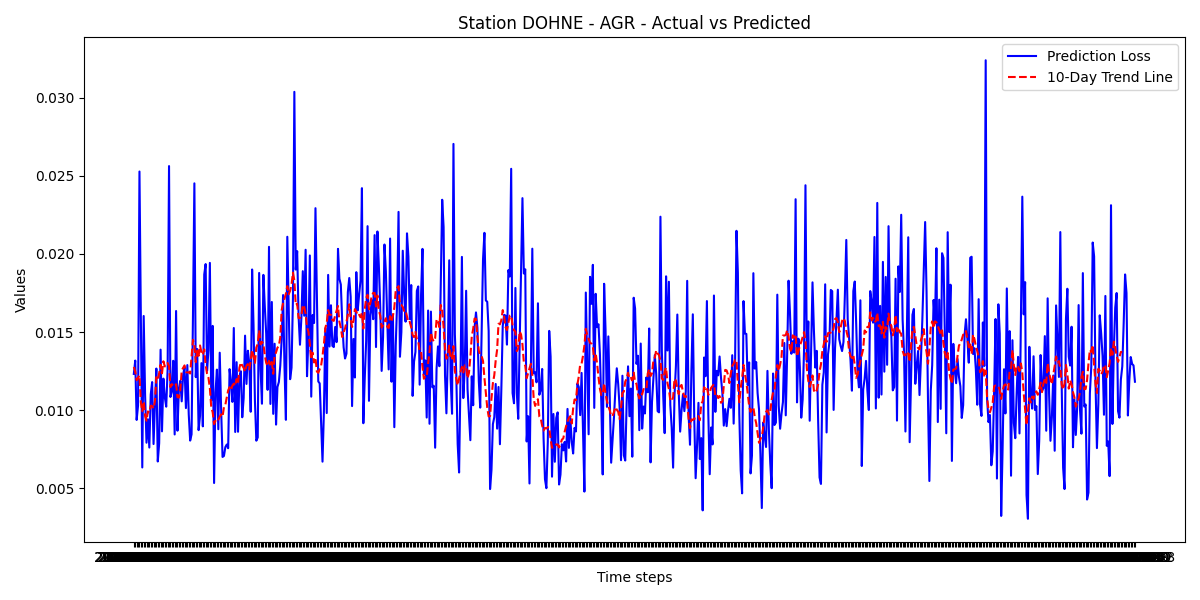 Station DOHNE - AGR - Actual vs Predicted
Prediction Loss
10-Day Trend Line
Values
0.030
0.025
0.020
0.015
0.010
0.005
Time steps